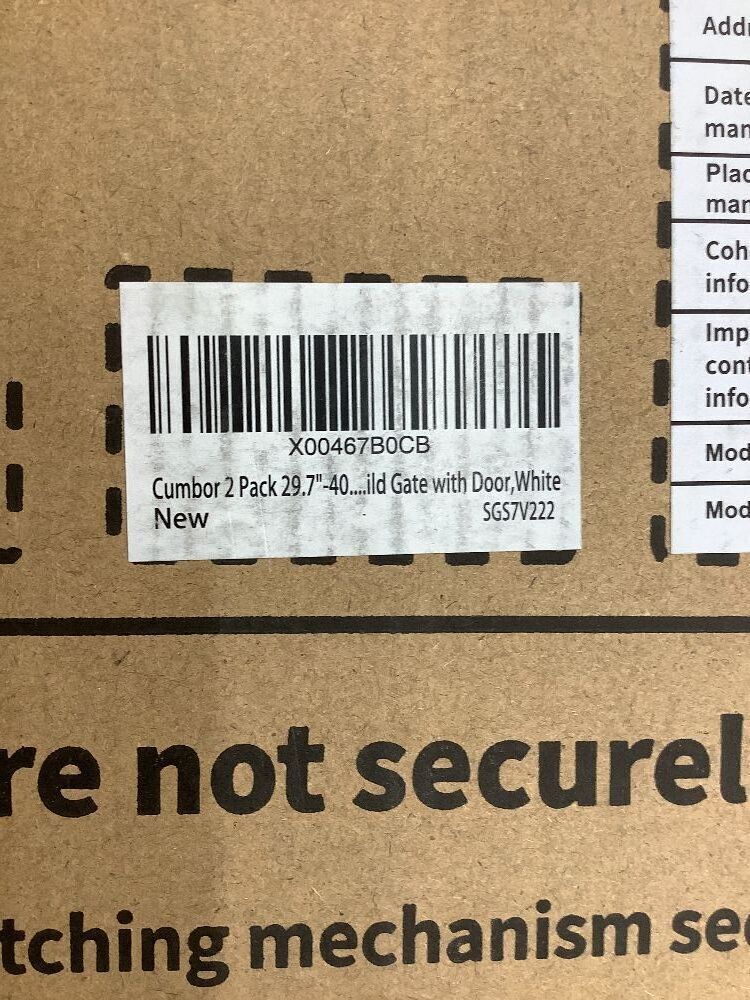 Addr
Date
man
Plac
man
Coh
info
Imp
cont
info
Mod
Mod
X00467B0CB
Cumbor 2 Pack 29.7"-40....ild Gate with Door,White
New SGS7V222
re not securel
tching mechanism se